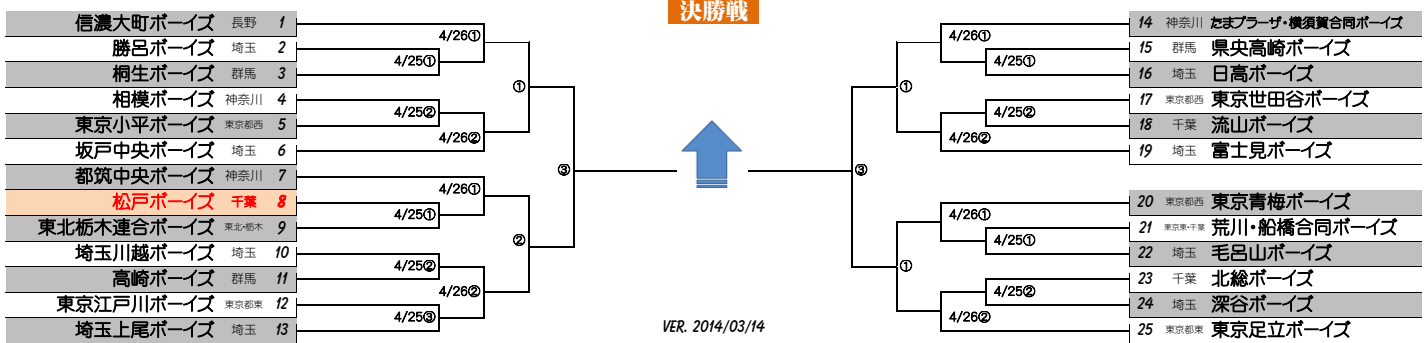 決勝戦
信濃大町ボーイズ 長野 1
勝呂ボーイズ 埼玉 2
桐生ボーイズ 群馬 3
相模ボーイズ 神奈川 4
東京小平ボーイズ 東京都西 5
坂戸中央ボーイズ 埼玉 6
都筑中央ボーイズ 神奈川 7
松戸ボーイズ 千葉 8
東北栃木連合ボーイズ 東北・栃木 9
埼玉川越ボーイズ 埼玉 10
高崎ボーイズ 群馬 11
東京江戸川ボーイズ 東京都東 12
埼玉上尾ボーイズ 埼玉 13
4/26①
4/25①
①
4/25②
4/26②
③
4/26①
4/25①
②
4/25②
4/26②
4/25③
VER. 2014/03/14
4/26①
4/25①
①
4/25②
4/26②
③
4/26①
4/25①
①
4/25②
4/26②
14 神奈川 たまプラーザ・横須賀合同ボーイズ
15 群馬 県央高崎ボーイズ
16 埼玉 日高ボーイズ
17 東京都西 東京世田谷ボーイズ
18 千葉 流山ボーイズ
19 埼玉 富士見ボーイズ
20 東京都西 東京青梅ボーイズ
21 東京東・千葉 荒川・船橋合同ボーイズ
22 埼玉 毛呂山ボーイズ
23 千葉 北総ボーイズ
24 埼玉 深谷ボーイズ
25 東京都東 東京足立ボーイズ